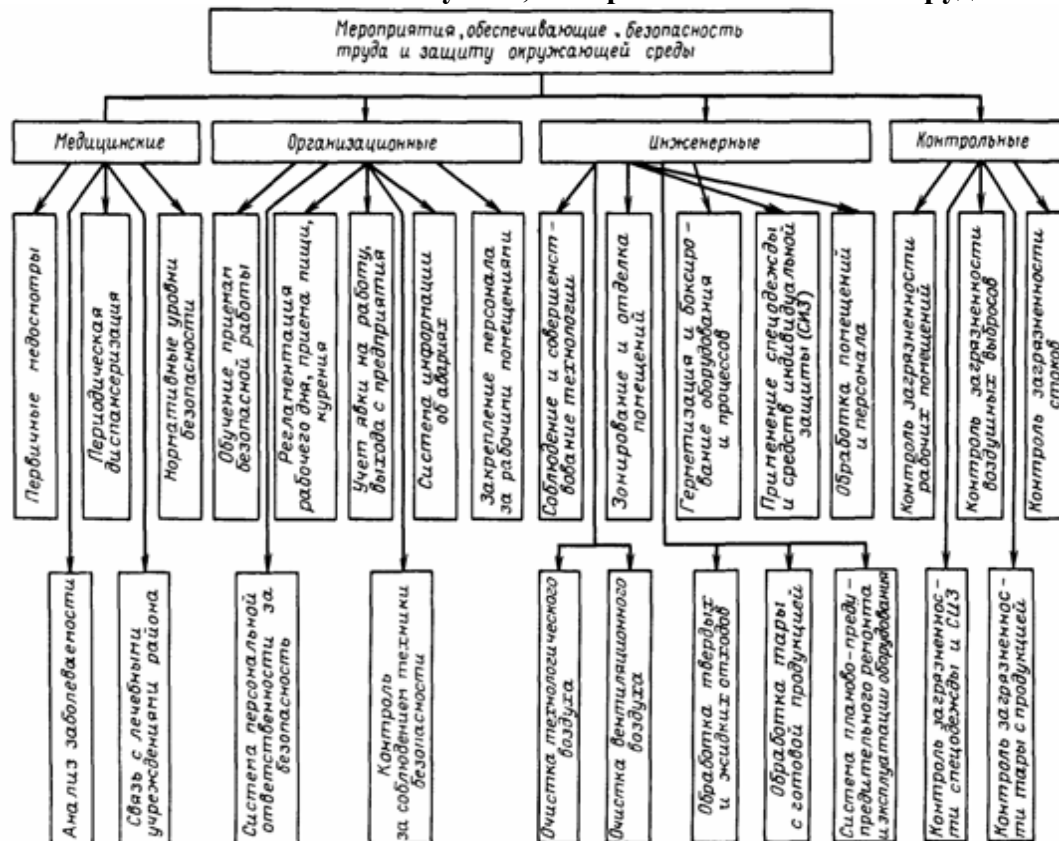 Мероприятия, обеспечивающие безопасность
труда и защиту окружающей среды
Медицинские
Организационные
Инженерные
Контрольные
Первичные медосмотры
Периодическая
диспансеризация
Нормативные уровни
безопасности
Обучение приемам
безопасной работы
Регламентация
рабочего дня, приема пищи,
курения
Учет явки на работу,
выхода с предприятия
Система информации
об авариях
Закрепление персонала
за рабочими помещениями
Соблюдение и совершенст-
вование технологии
Зонирование и отделка
помещений
Герметизация и боксиро-
вание оборудования
и процессов
Применение спецодежды
и средств индивидуальной
защиты (СИЗ)
Обработка помещений
и персонала
Контроль загрязненности
рабочих помещений
Контроль загрязненности
воздушных выбросов
Контроль загрязненности
стоков
Анализ заболеваемости
Связь с лечебными
учреждениями района
Система персональной
ответственности за
безопасность
Контроль
за соблюдением техники
безопасности
Очистка технологического
воздуха
Очистка вентиляционного
воздуха
Обработка твердых
и жидких отходов
Обработка тары
с готовой продукцией
Система планово-преду-
предительного ремонта
и эксплуатации оборудования
Контроль загрязненнос-
ти спецодежды и СИЗ
Контроль загрязненнос-
ти тары с продукцией